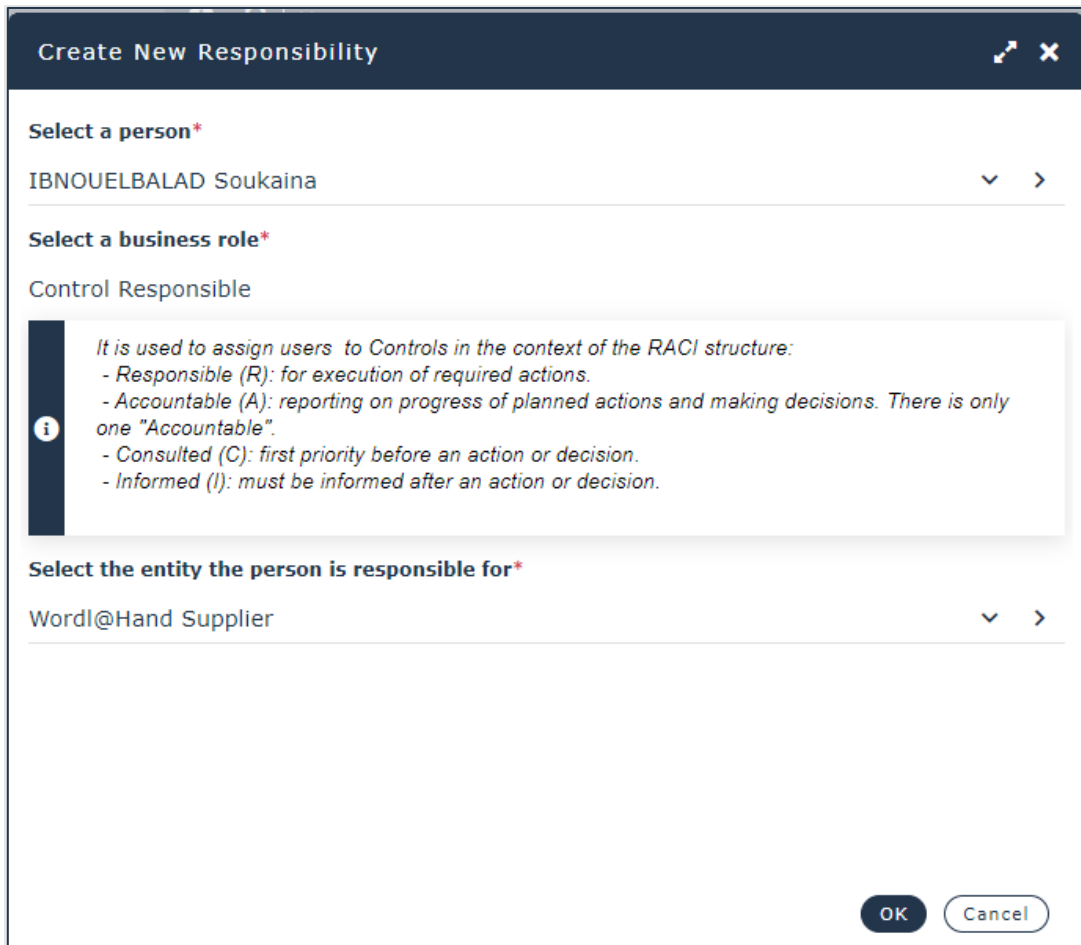 Create New Responsibility
Select a person*
IBNOUELBALAD Soukaina
Select a business role*
Control Responsible
It is used to assign users  to Controls in the context of the RACI structure:
- Responsible (R): for execution of required actions.
- Accountable (A): reporting on progress of planned actions and making decisions. There is only
one "Accountable".
- Consulted (C): first priority before an action or decision.
- Informed (I): must be informed after an action or decision.
Select the entity the person is responsible for*
Wordl@Hand Supplier
OK
Cancel